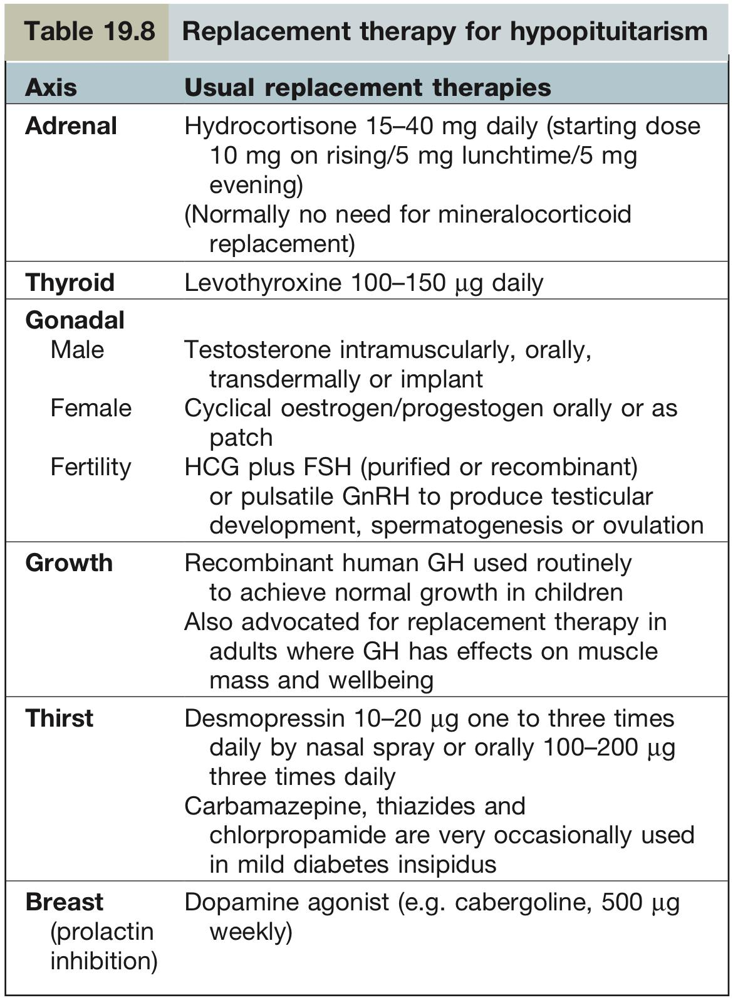 Table 19.8 Replacement therapy for hypopituitarism
Axis Usual replacement therapies
Adrenal Hydrocortisone 15–40 mg daily (starting dose
10 mg on rising/5 mg lunchtime/5 mg
evening)
(Normally no need for mineralocorticoid
replacement)
Thyroid Levothyroxine 100–150 μg daily
Gonadal
Male Testosterone intramuscularly, orally,
transdermally or implant
Female Cyclical oestrogen/progestogen orally or as
patch
Fertility HCG plus FSH (purified or recombinant)
or pulsatile GnRH to produce testicular
development, spermatogenesis or ovulation
Growth Recombinant human GH used routinely
to achieve normal growth in children
Also advocated for replacement therapy in
adults where GH has effects on muscle
mass and wellbeing
Thirst Desmopressin 10–20 μg one to three times
daily by nasal spray or orally 100–200 μg
three times daily
Carbamazepine, thiazides and
chlorpropamide are very occasionally used
in mild diabetes insipidus
Breast Dopamine agonist (e.g. cabergoline, 500 μg
(prolactin weekly)
inhibition)